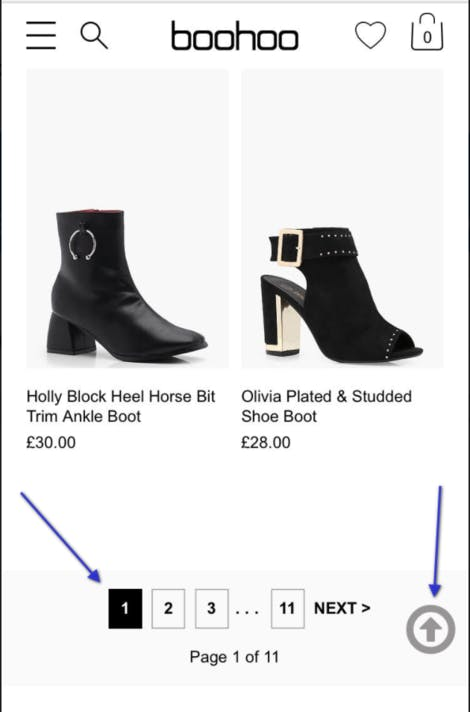 boohoo
0
Holly Block Heel Horse Bit
Trim Ankle Boot
£30.00
Olivia Plated & Studded
Shoe Boot
£28.00
1 2 3 ... 11 NEXT >
Page 1 of 11